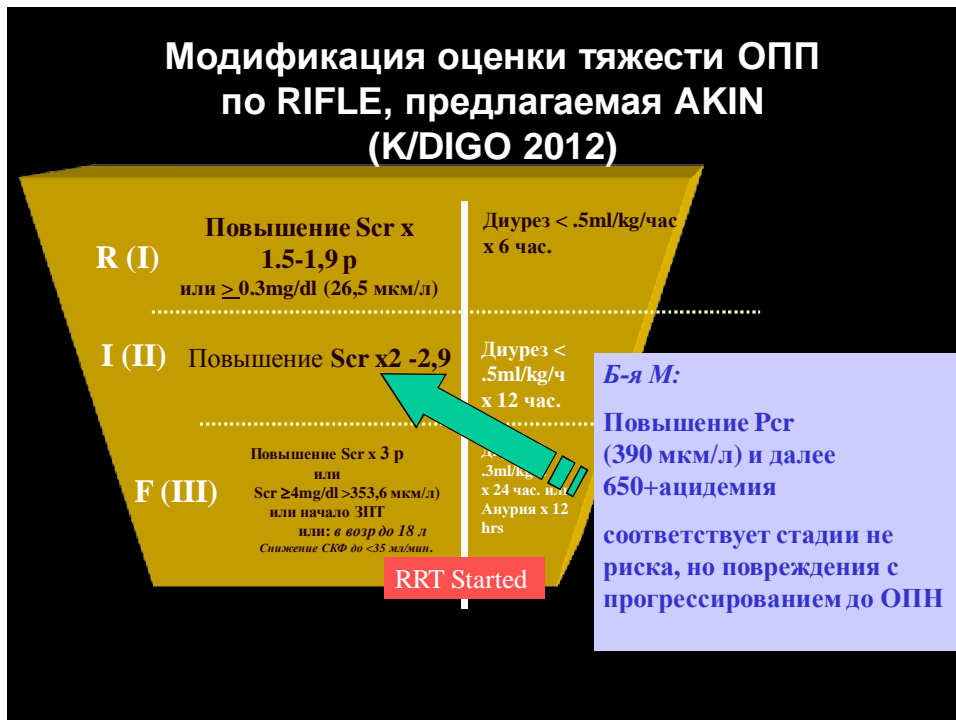 Модификация оценки тяжести ОПП
по RIFLE, предлагаемая AKIN
(K/DIGO 2012)
R (I)
Повышение Scr x
1.5-1,9 р
или > 0.3mg/dl (26,5 мкм/л)
Диурез < .5ml/kg/час
x 6 час.
I (II)
Повышение Scr x2 -2,9
Диурез <
.5ml/kg/ч
x 12 час.
F (III)
Повышение Scr x 3 р
или
Scr ≥4mg/dl >353,6 мкм/л)
или начало ЗПТ
или: в возр до 18 л
Снижение СКФ до <35 мл/мин.
.3ml/kg
x 24 час. или
Анурия x 12
hrs
RRT Started
Б-я М:
Повышение Pcr
(390 мкм/л) и далее
650+ацидемия
соответствует стадии не
риска, но повреждения с
прогрессированием до ОПН